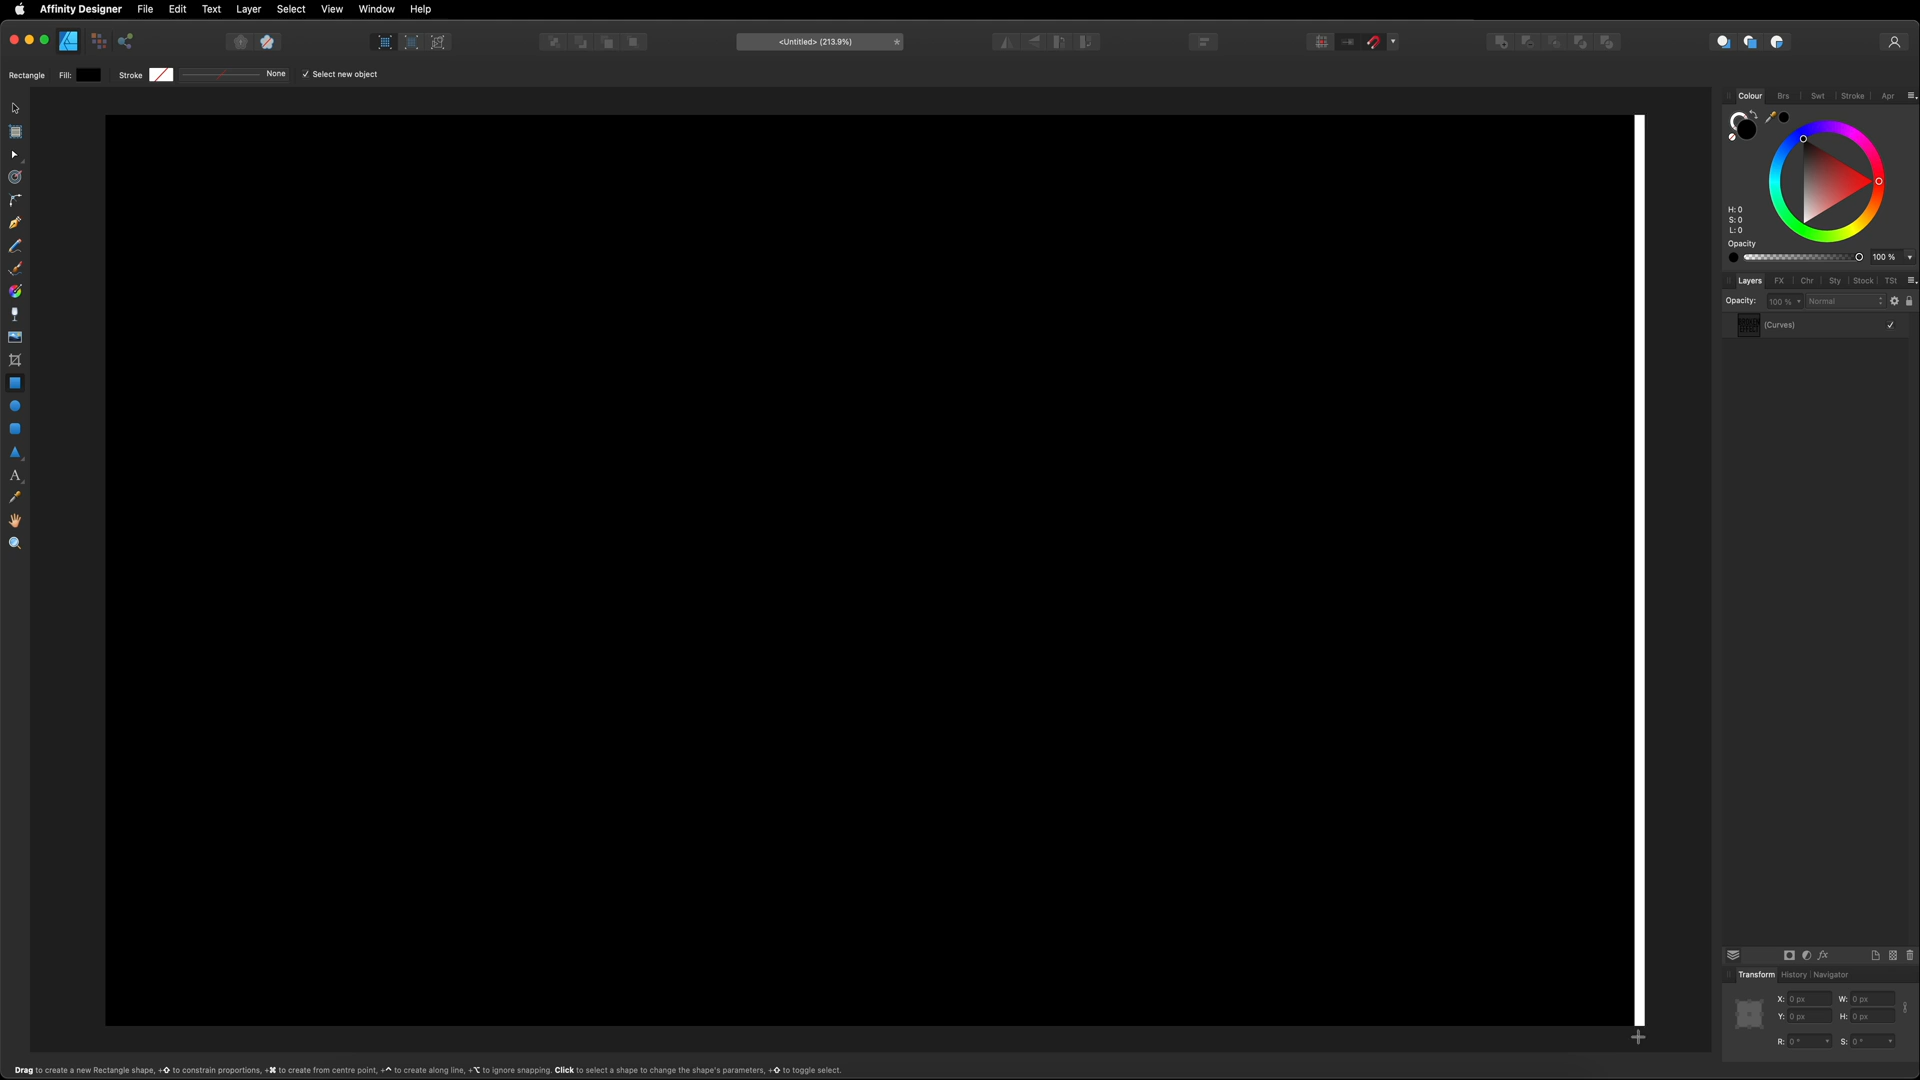 Affinity Designer File Edit Text Layer Select View Window Help
<Untitled> (213.9%)
Rectangle Fill: Stroke None Select new object
Colour Brs Swt Stroke Apr
H: 0
S: 0
L: 0
Opacity
100 %
Layers FX Chr Sty Stock TSt
Opacity: 100 % Normal
(Curves)
fx
Transform History Navigator
X: 0 px W: 0 px
Y: 0 px H: 0 px
R: 0 ° S: 0 °
Drag to create a new Rectangle shape, +⇧ to constrain proportions, +⌘ to create from centre point, +⌃ to create along line, +⌥ to ignore snapping. Click to select a shape to change the shape's parameters, +⇧ to toggle select.